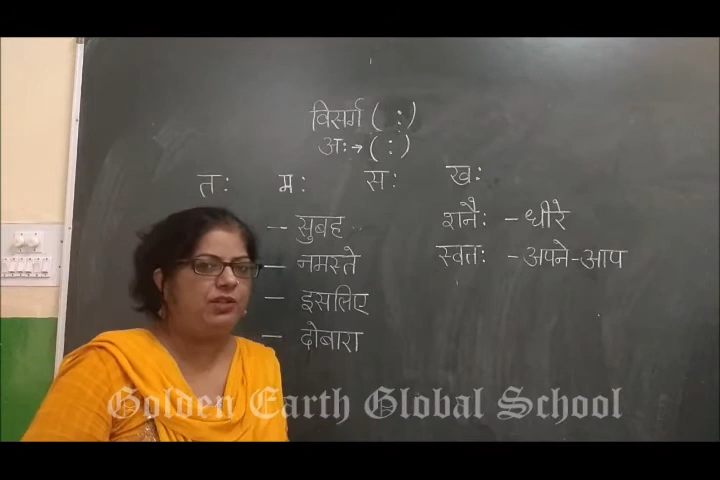 विसर्ग ( : )
अः → ( : )
तः मः सः खः
– सुबह
– नमस्ते
– इसलिए
– दोबारा
शनैः – धीरे
स्वतः – अपने-आप
Golden Earth Global School